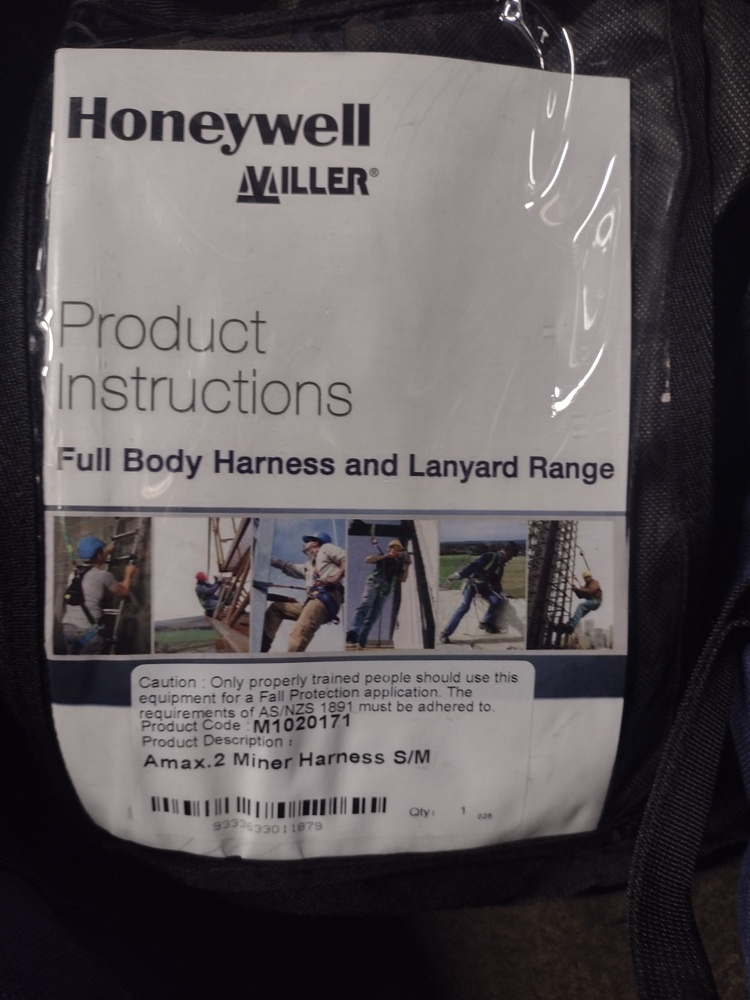 Honeywell
MILLER®
Product
Instructions
Full Body Harness and Lanyard Range
Caution : Only properly trained people should use this
equipment for a Fall Protection application. The
requirements of AS/NZS 1891 must be adhered to.
Product Code : M1020171
Product Description :
Amax.2 Miner Harness S/M
Qty: 1